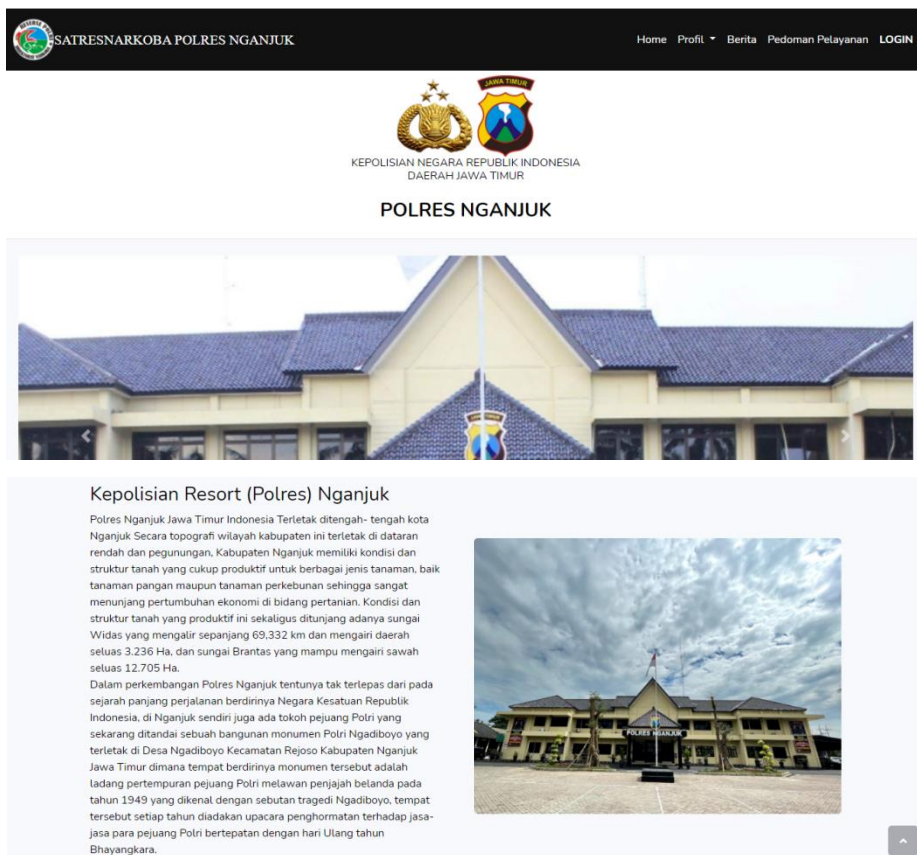 SATRESNARKOBA POLRES NGANJUK
Home Profil Berita Pedoman Pelayanan LOGIN
JAWA TIMUR
KEPOLISIAN NEGARA REPUBLIK INDONESIA
DAERAH JAWA TIMUR
POLRES NGANJUK
JAWA TIMUR
Kepolisian Resort (Polres) Nganjuk
Polres Nganjuk Jawa Timur Indonesia Terletak ditengah- tengah kota
Nganjuk Secara topografi wilayah kabupaten ini terletak di dataran
rendah dan pegunungan, Kabupaten Nganjuk memiliki kondisi dan
struktur tanah yang cukup produktif untuk berbagai jenis tanaman, baik
tanaman pangan maupun tanaman perkebunan sehingga sangat
menunjang pertumbuhan ekonomi di bidang pertanian. Kondisi dan
struktur tanah yang produktif ini sekaligus ditunjang adanya sungai
Widas yang mengalir sepanjang 69,332 km dan mengairi daerah
seluas 3.236 Ha, dan sungai Brantas yang mampu mengairi sawah
seluas 12.705 Ha.
Dalam perkembangan Polres Nganjuk tentunya tak terlepas dari pada
sejarah panjang perjalanan berdirinya Negara Kesatuan Republik
Indonesia, di Nganjuk sendiri juga ada tokoh pejuang Polri yang
sekarang ditandai sebuah bangunan monumen Polri Ngadiboyo yang
terletak di Desa Ngadiboyo Kecamatan Rejoso Kabupaten Nganjuk
Jawa Timur dimana tempat berdirinya monumen tersebut adalah
ladang pertempuran pejuang Polri melawan penjajah belanda pada
tahun 1949 yang dikenal dengan sebutan tragedi Ngadiboyo, tempat
tersebut setiap tahun diadakan upacara penghormatan terhadap jasa-
jasa para pejuang Polri bertepatan dengan hari Ulang tahun
Bhayangkara.
POLRES NGANJUK